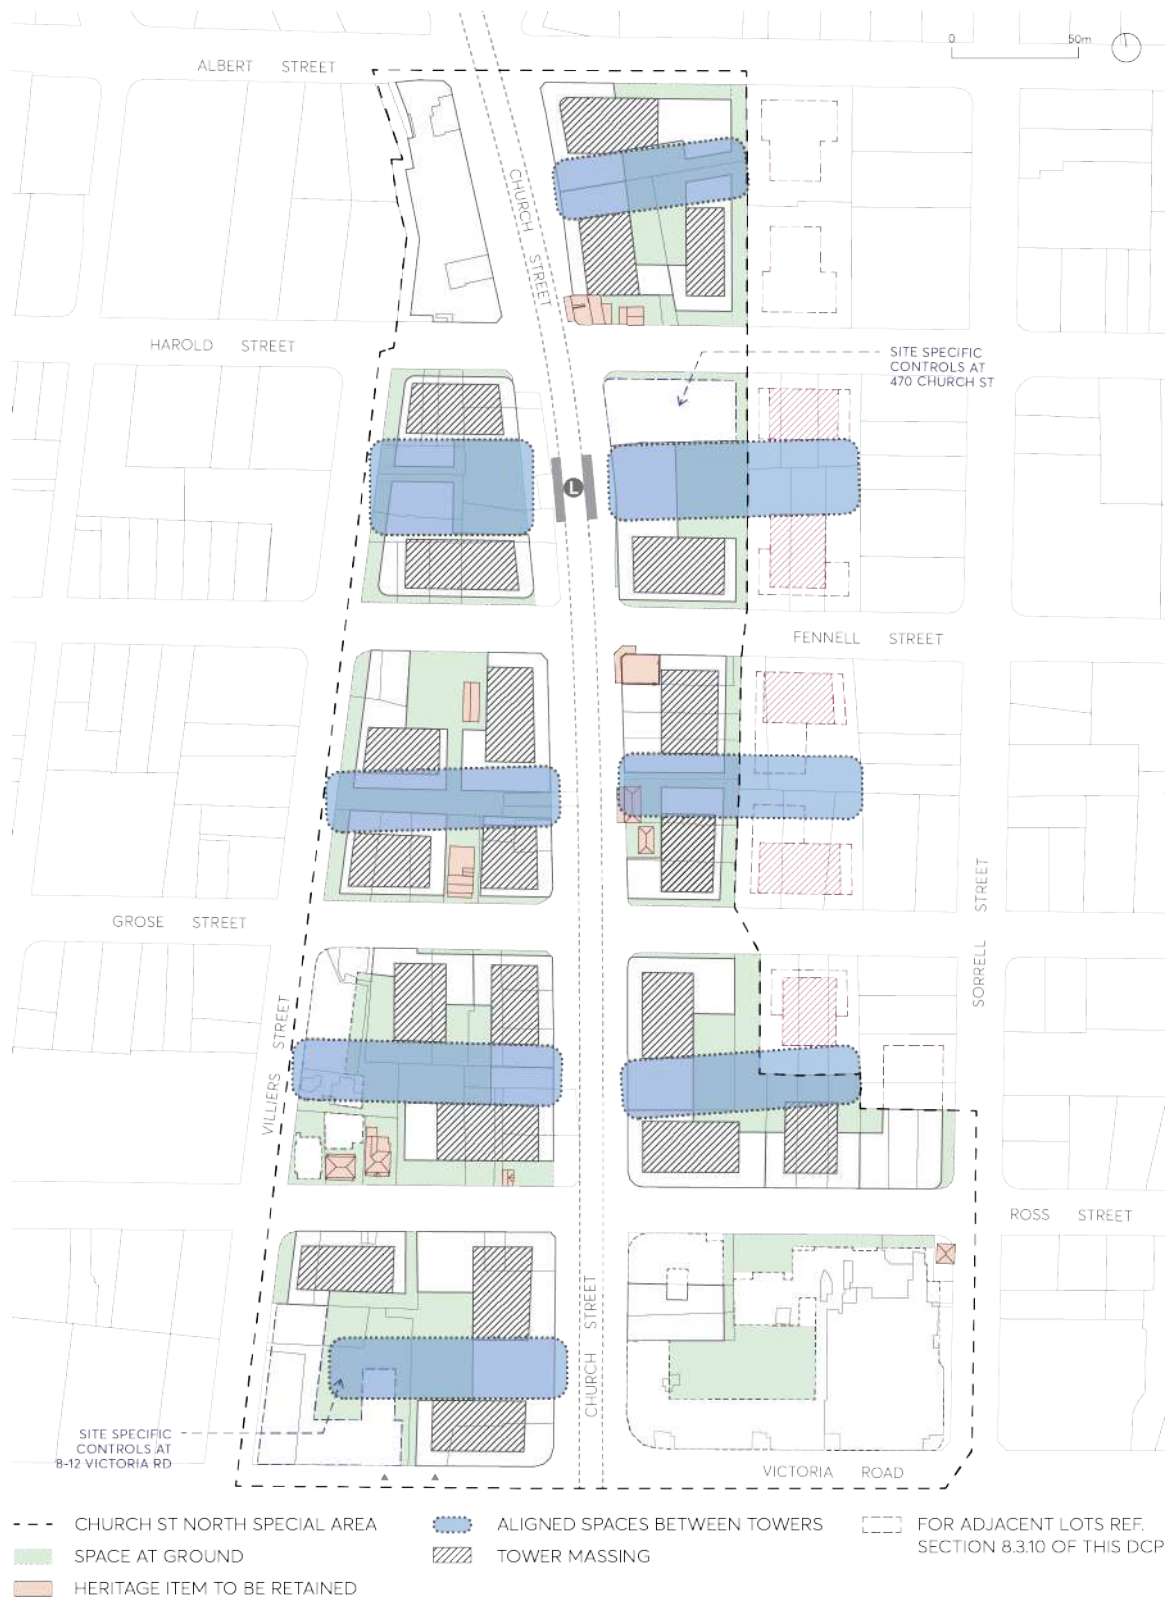 0 50m
ALBERT STREET
CHURCH STREET
HAROLD STREET
SITE SPECIFIC
CONTROLS AT
470 CHURCH ST
L
FENNELL STREET
GROSE STREET
SORRELL STREET
VILLIERS STREET
ROSS STREET
CHURCH STREET
SITE SPECIFIC
CONTROLS AT
8-12 VICTORIA RD
VICTORIA ROAD
CHURCH ST NORTH SPECIAL AREA
SPACE AT GROUND
HERITAGE ITEM TO BE RETAINED
ALIGNED SPACES BETWEEN TOWERS
TOWER MASSING
FOR ADJACENT LOTS REF.
SECTION 8.3.10 OF THIS DCP